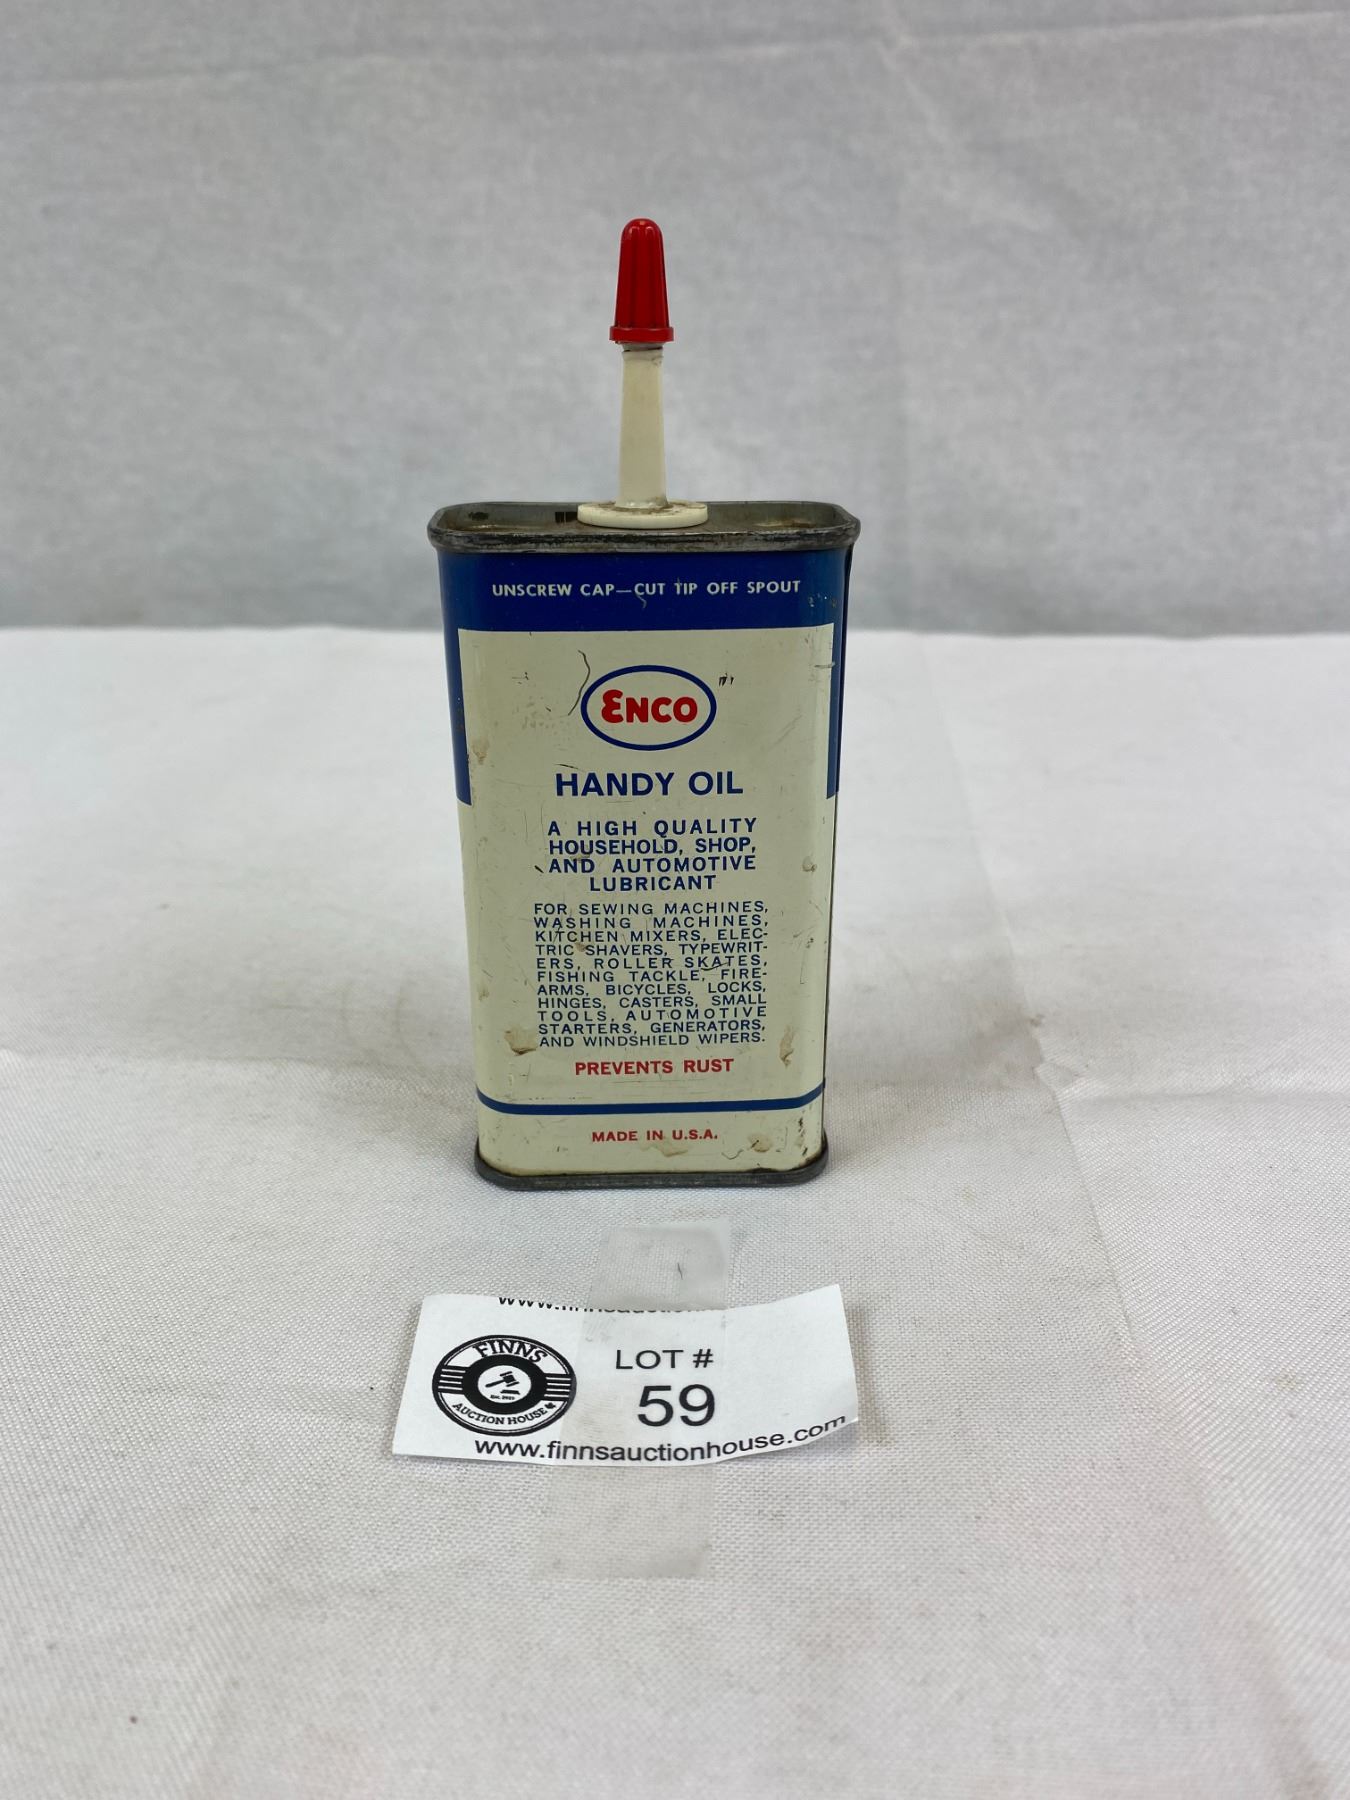 UNSCREW CAP—CUT TIP OFF SPOUT
ENCO
HANDY OIL
A HIGH QUALITY
HOUSEHOLD, SHOP,
AND AUTOMOTIVE
LUBRICANT
FOR SEWING MACHINES,
WASHING MACHINES,
KITCHEN MIXERS, ELEC-
TRIC SHAVERS, TYPEWRIT-
ERS, ROLLER SKATES,
FISHING TACKLE, FIRE-
ARMS, BICYCLES, LOCKS,
HINGES, CASTERS, SMALL
TOOLS, AUTOMOTIVE
STARTERS, GENERATORS,
AND WINDSHIELD WIPERS.
PREVENTS RUST
MADE IN U.S.A.
FINNS
AUCTION HOUSE
LOT #
59
www.finnsauctionhouse.com